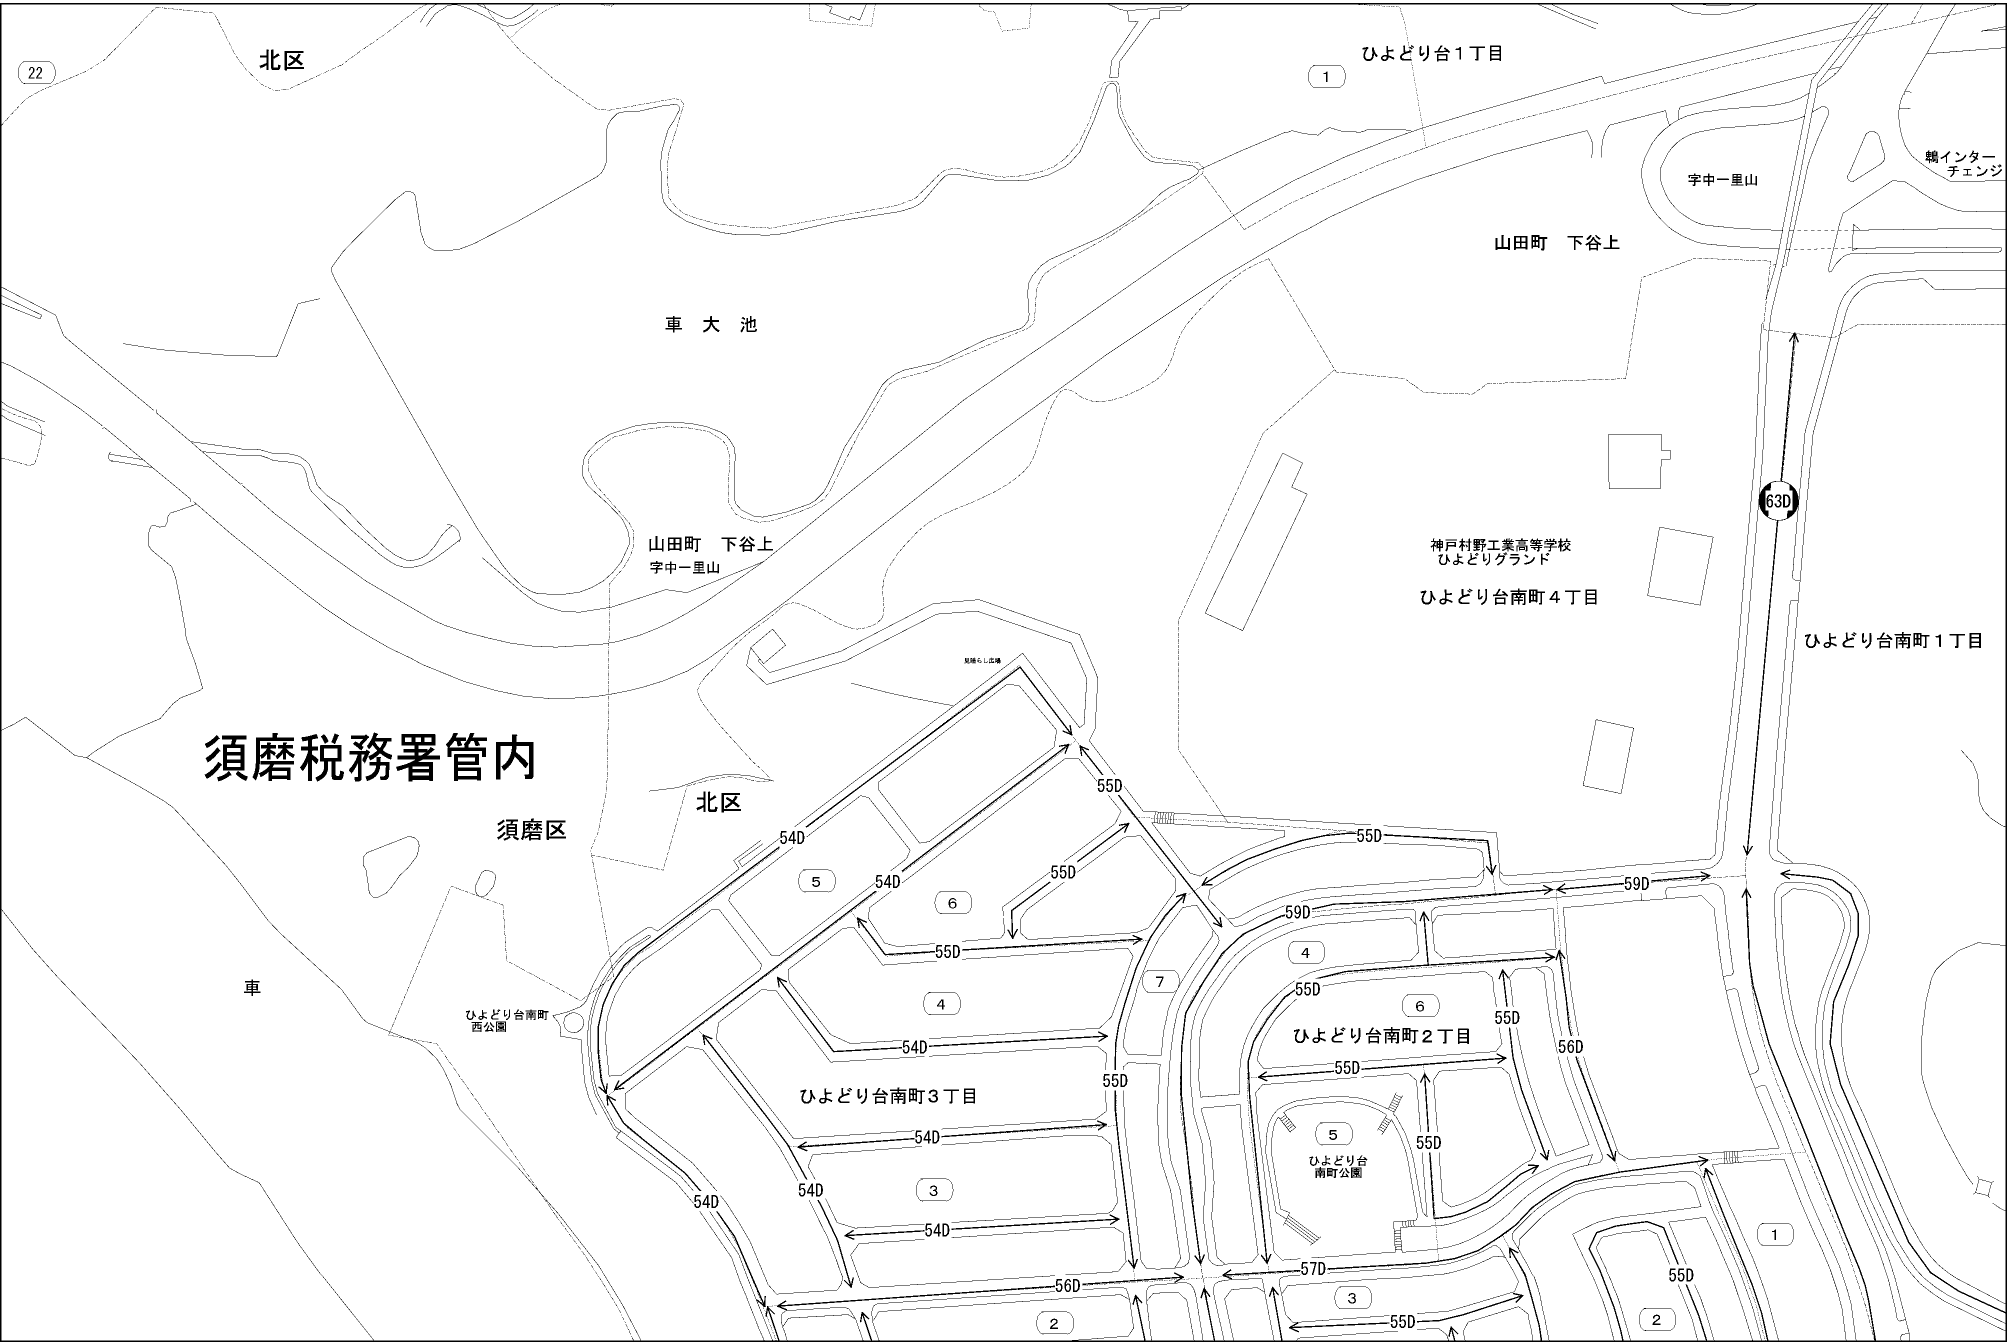 北区
ひよどり台1丁目
22
1
鵯インター
チェンジ
字中一里山
山田町 下谷上
車 大 池
63D
山田町 下谷上
字中一里山
神戸村野工業高等学校
ひよどりグランド
ひよどり台南町4丁目
ひよどり台南町1丁目
見晴らし広場
須磨税務署管内
北区
須磨区
55D
54D
55D
55D
54D
5
6
59D
59D
55D
4
7
55D
6
4
車
ひよどり台南町
西公園
55D
ひよどり台南町2丁目
54D
56D
55D
55D
ひよどり台南町3丁目
54D
5
55D
ひよどり台
南町公園
54D
3
54D
54D
1
57D
55D
56D
3
2
55D
2